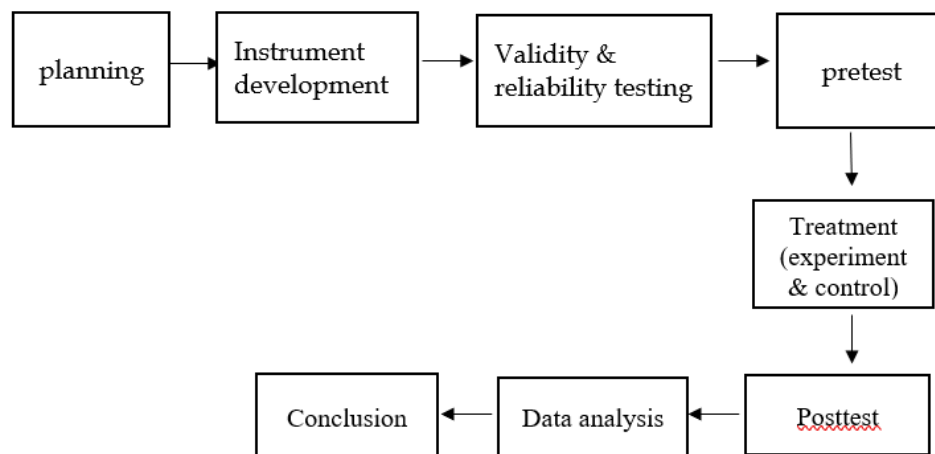 planning
Instrument
development
Validity &
reliability testing
pretest
Treatment
(experiment
& control)
Posttest
Data analysis
Conclusion